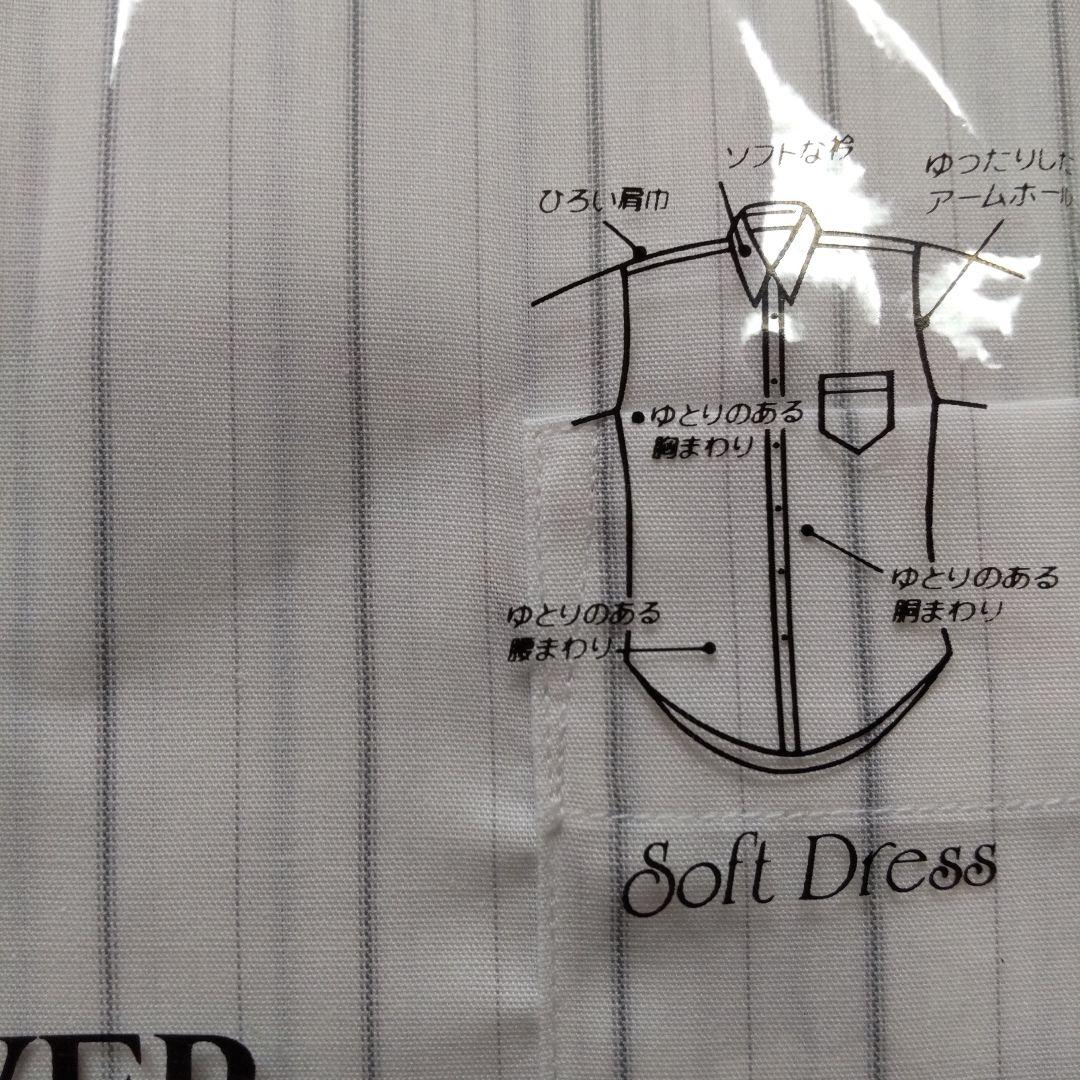 ソフトな衿
ゆったりした
アームホール
ひろい肩巾
ゆとりのある
胸まわり
ゆとりのある
胴まわり
ゆとりのある
腰まわり
Soft Dress
YER